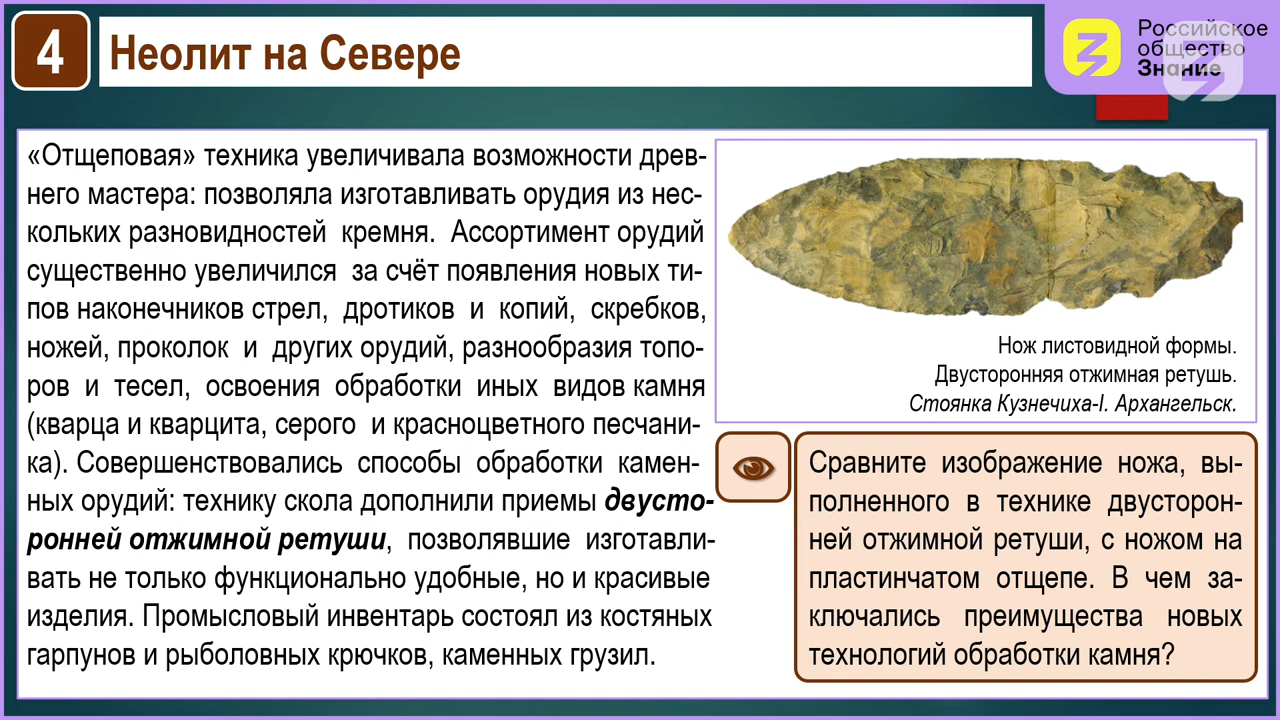 4
Неолит на Севере
Российское
общество
Знание
«Отщеповая» техника увеличивала возможности древ-
него мастера: позволяла изготавливать орудия из нес-
кольких разновидностей кремня. Ассортимент орудий
существенно увеличился за счёт появления новых ти-
пов наконечников стрел, дротиков и копий, скребков,
ножей, проколок и других орудий, разнообразия топо-
ров и тесел, освоения обработки иных видов камня
(кварца и кварцита, серого и красноцветного песчани-
ка). Совершенствовались способы обработки камен-
ных орудий: технику скола дополнили приемы двусто-
ронней отжимной ретуши, позволявшие изготавли-
вать не только функционально удобные, но и красивые
изделия. Промысловый инвентарь состоял из костяных
гарпунов и рыболовных крючков, каменных грузил.
Нож листовидной формы.
Двусторонняя отжимная ретушь.
Стоянка Кузнечиха-I. Архангельск.
Сравните изображение ножа, вы-
полненного в технике двусторон-
ней отжимной ретуши, с ножом на
пластинчатом отщепе. В чем за-
ключались преимущества новых
технологий обработки камня?